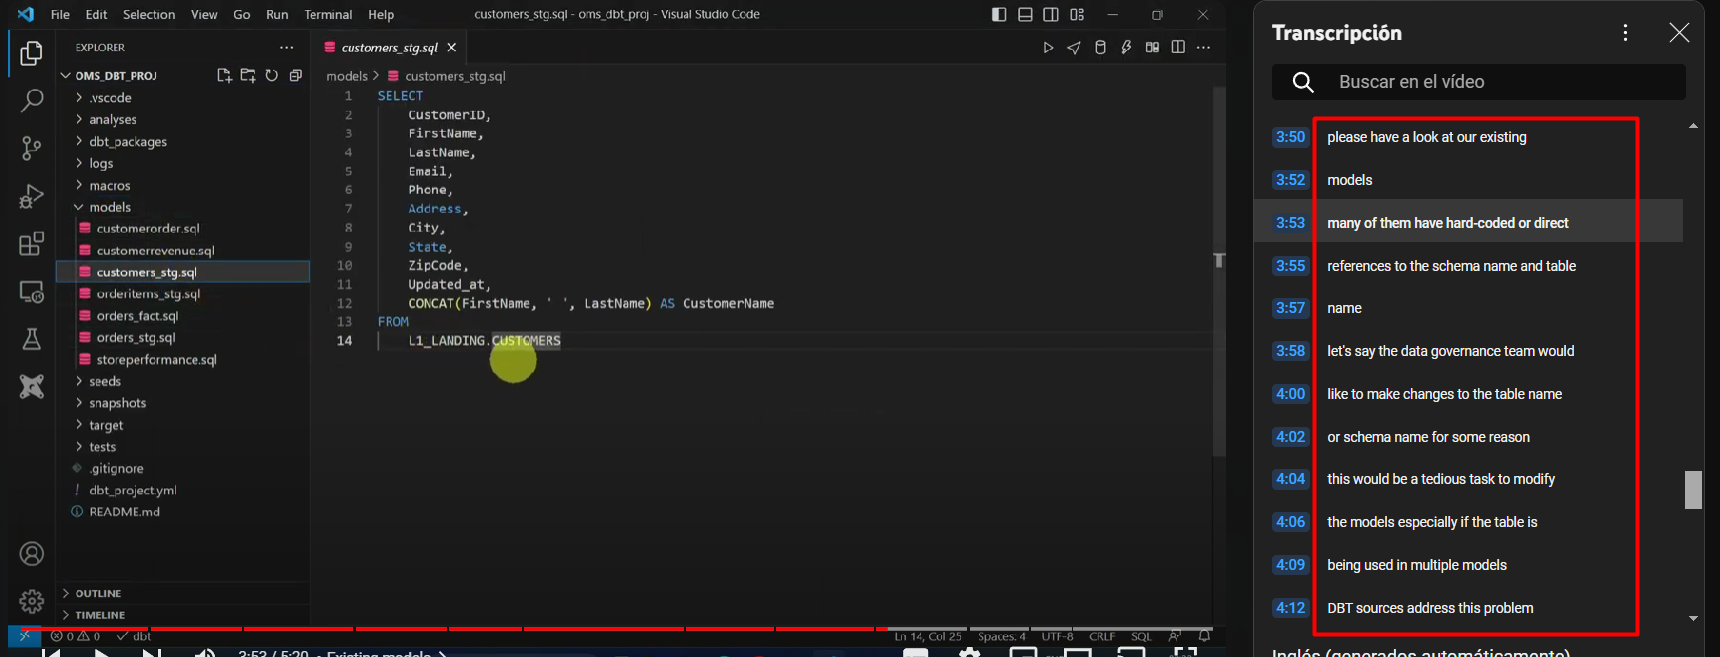 File Edit Selection View Go Run Terminal Help
customers_stg.sql - oms_dbt_proj - Visual Studio Code
EXPLORER
OMS_DBT_PROJ
.vscode
analyses
dbt_packages
logs
macros
models
customerorder.sql
customerrevenue.sql
customers_stg.sql
orderitems_stg.sql
orders_fact.sql
orders_stg.sql
storeperformance.sql
seeds
snapshots
target
tests
.gitignore
dbt_project.yml
README.md
OUTLINE
TIMELINE
customers_stg.sql
models > customers_stg.sql
1 SELECT
2 CustomerID,
3 FirstName,
4 LastName,
5 Email,
6 Phone,
7 Address,
8 City,
9 State,
10 ZipCode,
11 Updated_at,
12 CONCAT(FirstName, ' ', LastName) AS CustomerName
13 FROM
14 L1_LANDING.CUSTOMERS
0 0 dbt
Ln 14, Col 25 Spaces: 4 UTF-8 CRLF SQL
3:53 / 5:20 • Existing models
Transcripción
Buscar en el vídeo
3:50 please have a look at our existing
3:52 models
3:53 many of them have hard-coded or direct
3:55 references to the schema name and table
3:57 name
3:58 let's say the data governance team would
4:00 like to make changes to the table name
4:02 or schema name for some reason
4:04 this would be a tedious task to modify
4:06 the models especially if the table is
4:09 being used in multiple models
4:12 DBT sources address this problem
Inglés (generados automáticamente)